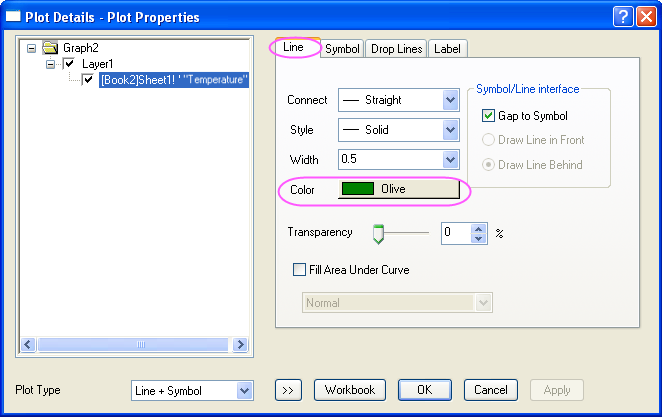 Plot Details - Plot Properties
Graph2
Layer1
[Book2]Sheet1! ' "Temperature"
Line Symbol Drop Lines Label
Connect Straight
Style Solid
Width 0.5
Color Olive
Symbol/Line interface
Gap to Symbol
Draw Line in Front
Draw Line Behind
Transparency 0 %
Fill Area Under Curve
Normal
Plot Type Line + Symbol >> Workbook OK Cancel Apply